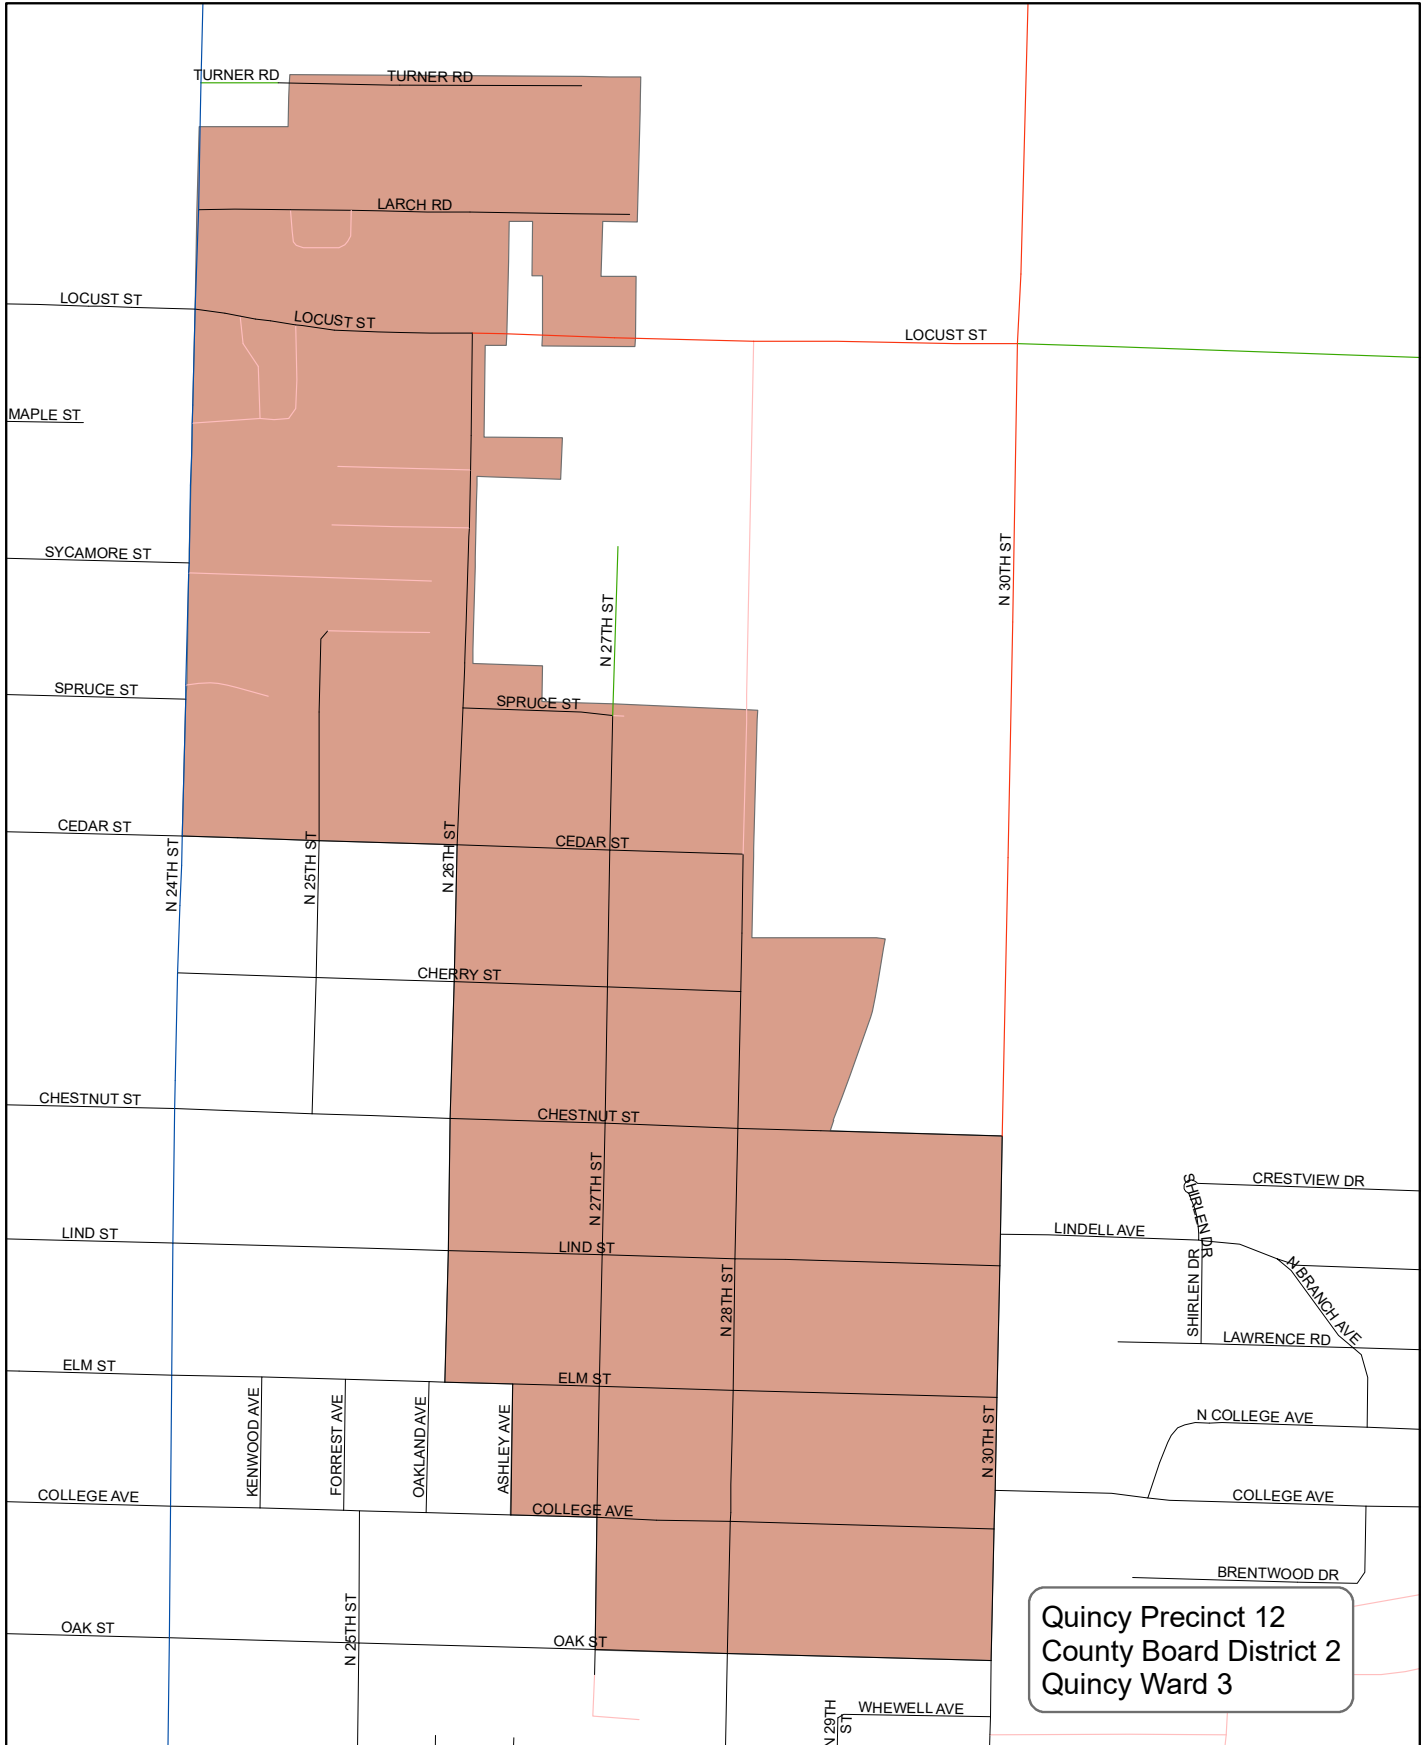 TURNER RD
TURNER RD
LARCH RD
LOCUST ST
LOCUST ST
LOCUST ST
MAPLE ST
SYCAMORE ST
N 30TH ST
N 27TH ST
SPRUCE ST
SPRUCE ST
CEDAR ST
CEDAR ST
N 24TH ST
N 25TH ST
N 26TH ST
CHERRY ST
CHESTNUT ST
CHESTNUT ST
N 27TH ST
CRESTVIEW DR
SHIRLEN DR
LINDELL AVE
LIND ST
LIND ST
N 28TH ST
SHIRLEN DR
N BRANCH AVE
LAWRENCE RD
ELM ST
ELM ST
KENWOOD AVE
FORREST AVE
OAKLAND AVE
ASHLEY AVE
N 30TH ST
N COLLEGE AVE
COLLEGE AVE
COLLEGE AVE
COLLEGE AVE
BRENTWOOD DR
N 25TH ST
OAK ST
OAK ST
Quincy Precinct 12
County Board District 2
Quincy Ward 3
N 29TH
ST
WHEWELL AVE